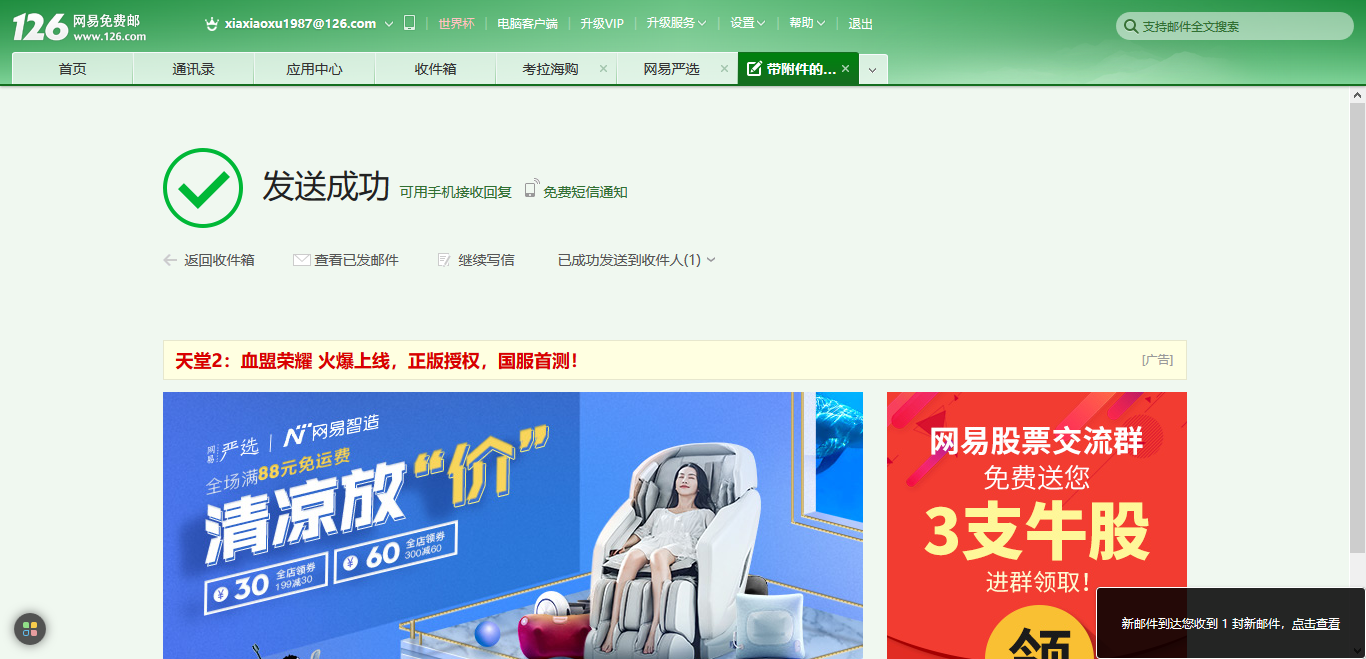 126 网易免费邮
www.126.com
xiaxiaoxu1987@126.com 世界杯 电脑客户端 升级VIP 升级服务 设置 帮助 退出
支持邮件全文搜索
首页 通讯录 应用中心 收件箱 考拉海购 × 网易严选 × 带附件的... ×
发送成功 可用手机接收回复 免费短信通知
返回收件箱 查看已发邮件 继续写信 已成功发送到收件人(1)
天堂2：血盟荣耀 火爆上线，正版授权，国服首测！ [广告]
网易严选 | 网易智造
全场满88元免运费
清凉放“价”
¥30 全店领券 199减30
¥60 全店领券 300减60
网易股票交流群
免费送您
3支牛股
进群领取！
领
新邮件到达您收到 1 封新邮件，点击查看